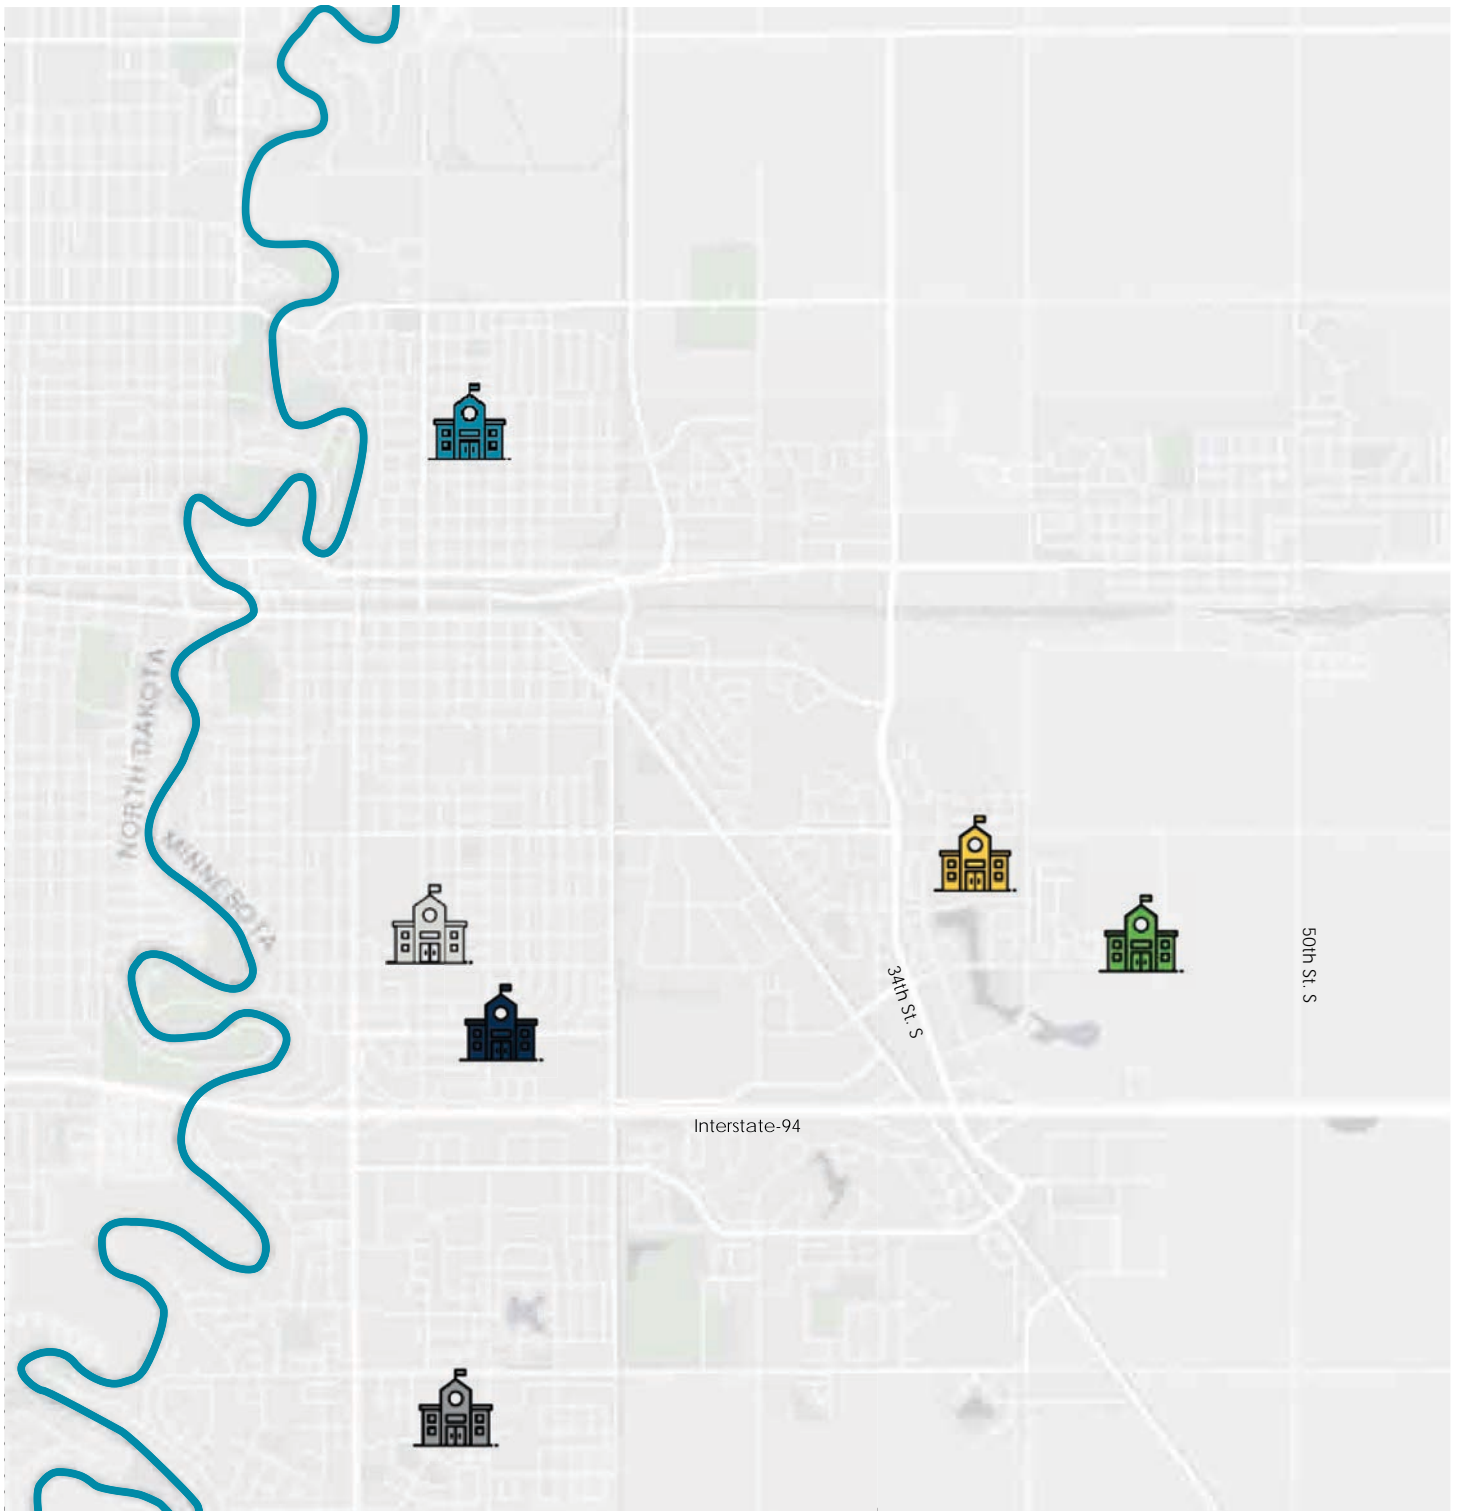 NORTH DAKOTA
MINNESOTA
34th St. S
50th St. S
Interstate-94